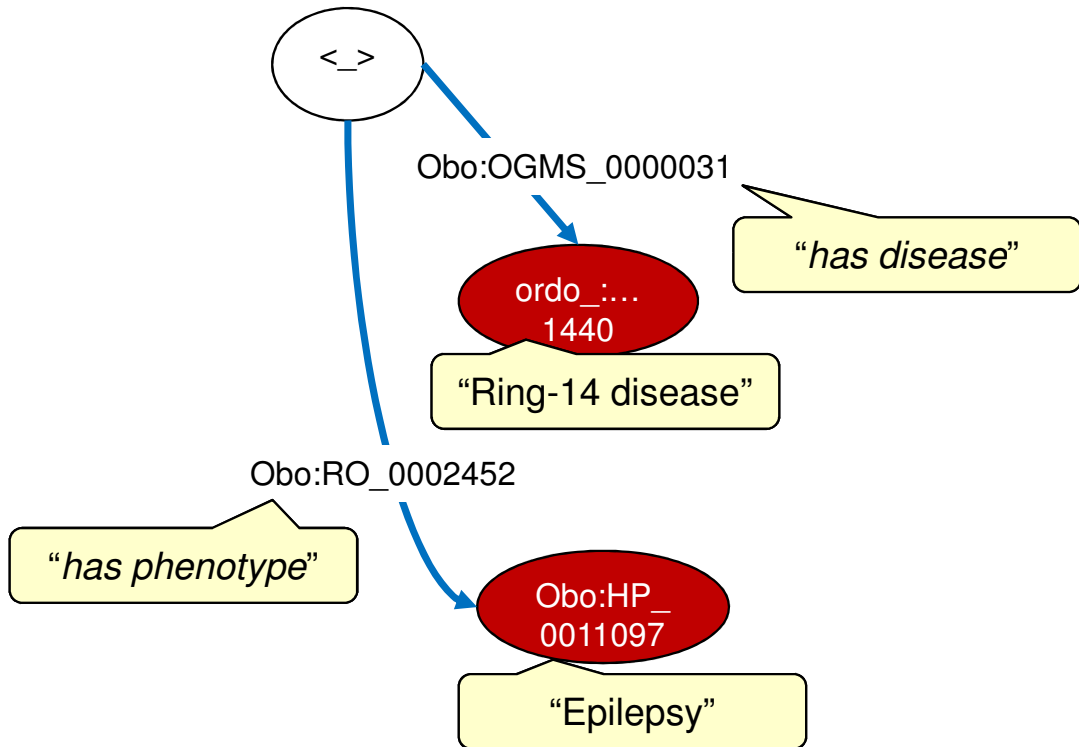 <_>
Obo:OGMS_0000031
“has disease”
ordo_:…
1440
“Ring-14 disease”
Obo:RO_0002452
“has phenotype”
Obo:HP_
0011097
“Epilepsy”